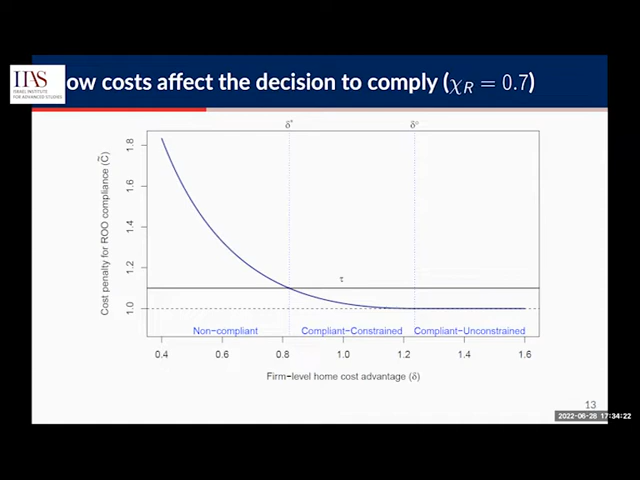 IIAS
ISRAEL INSTITUTE
FOR ADVANCED STUDIES
ow costs affect the decision to comply (χR = 0.7)
δ* δ°
Cost penalty for ROO compliance (C̃)
1.8
1.6
1.4
1.2
1.0
τ
Non−compliant Compliant−Constrained Compliant−Unconstrained
0.4 0.6 0.8 1.0 1.2 1.4 1.6
Firm−level home cost advantage (δ)
13
2022-06-28 17:34:22